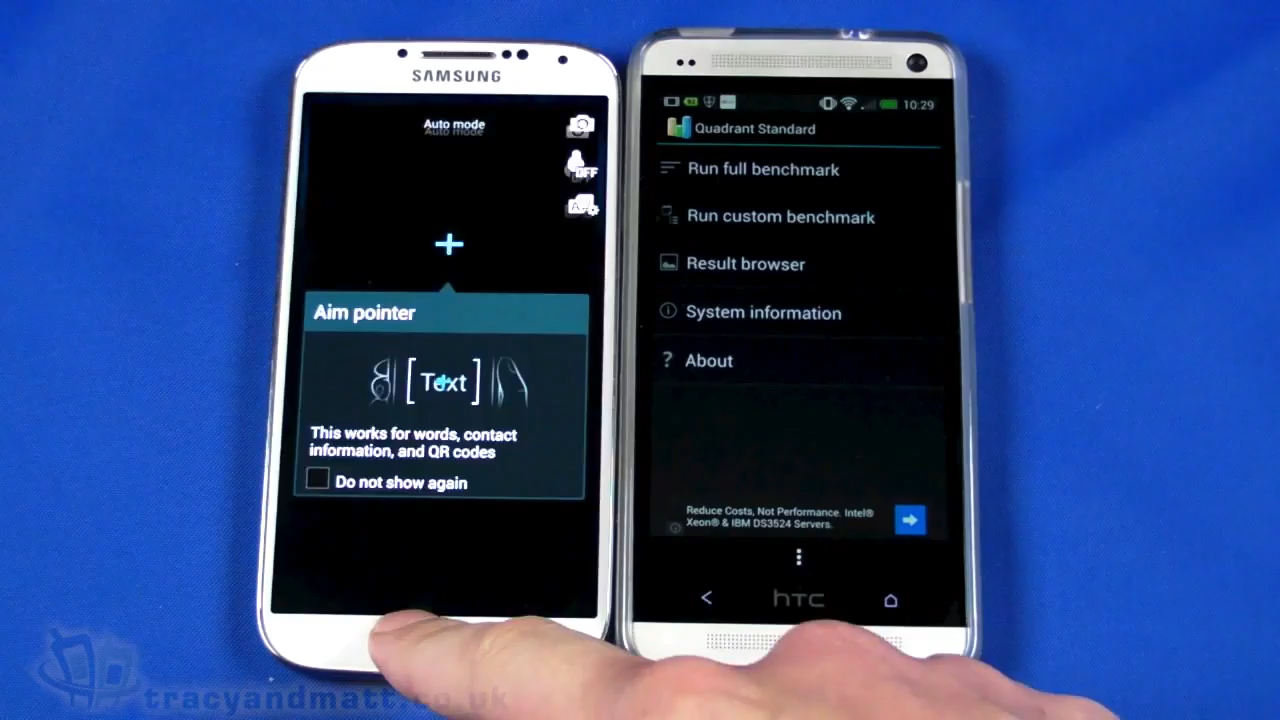 SAMSUNG
Auto mode
OFF
Aim pointer
Text
This works for words, contact
information, and QR codes
Do not show again
10:29
Quadrant Standard
Run full benchmark
Run custom benchmark
Result browser
System information
? About
Reduce Costs, Not Performance. Intel®
Xeon® & IBM DS3524 Servers.
hTC
tracyandmatt.co.uk